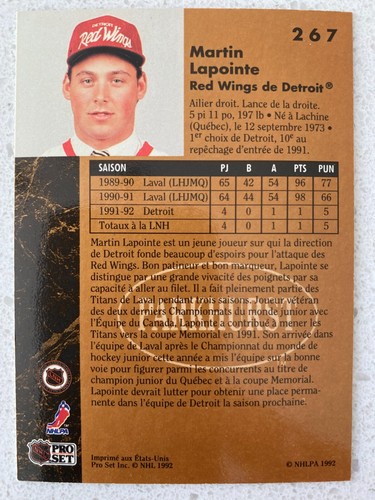 267
DETROIT
Red Wings
Martin
Lapointe
Red Wings de Detroit®
Ailier droit. Lance de la droite.
5 pi 11 po, 197 lb • Né à Lachine
(Québec), le 12 septembre 1973 •
1er choix de Detroit, 10e au
repêchage d'entrée de 1991.
SAISON PJ B A PTS PUN
1989-90 Laval (LHJMQ) 65 42 54 96 77
1990-91 Laval (LHJMQ) 64 44 54 98 66
1991-92 Detroit 4 0 1 1 5
Totaux à la LNH 4 0 1 1 5
Martin Lapointe est un jeune joueur sur qui la direction
de Detroit fonde beaucoup d'espoirs pour l'attaque des
Red Wings. Bon patineur et bon marqueur, Lapointe se
distingue par une grande vivacité des poignets par sa
capacité à aller au filet. Il a fait pleinement partie des
Titans de Laval pendant trois saisons,
deux
l'Équipe du Canada. Lapointe a contribué à mener les
Titans vers la coupe Memorial en 1991. Son arrivée dans
l'équipe de Laval après le Championnat du monde de
hockey junior cette année a mis l'équipe sur la bonne
voie pour figurer parmi les concurrents au titre de
champion junior du Québec et à la coupe Memorial.
Lapointe devrait lutter pour obtenir une place perma-
nente dans l'équipe de Detroit la saison prochaine.
PARKHURST
NHLPA
NHL
PRO
SET
Imprimé aux États-Unis
Pro Set Inc. © NHL 1992
© NHLPA 1992